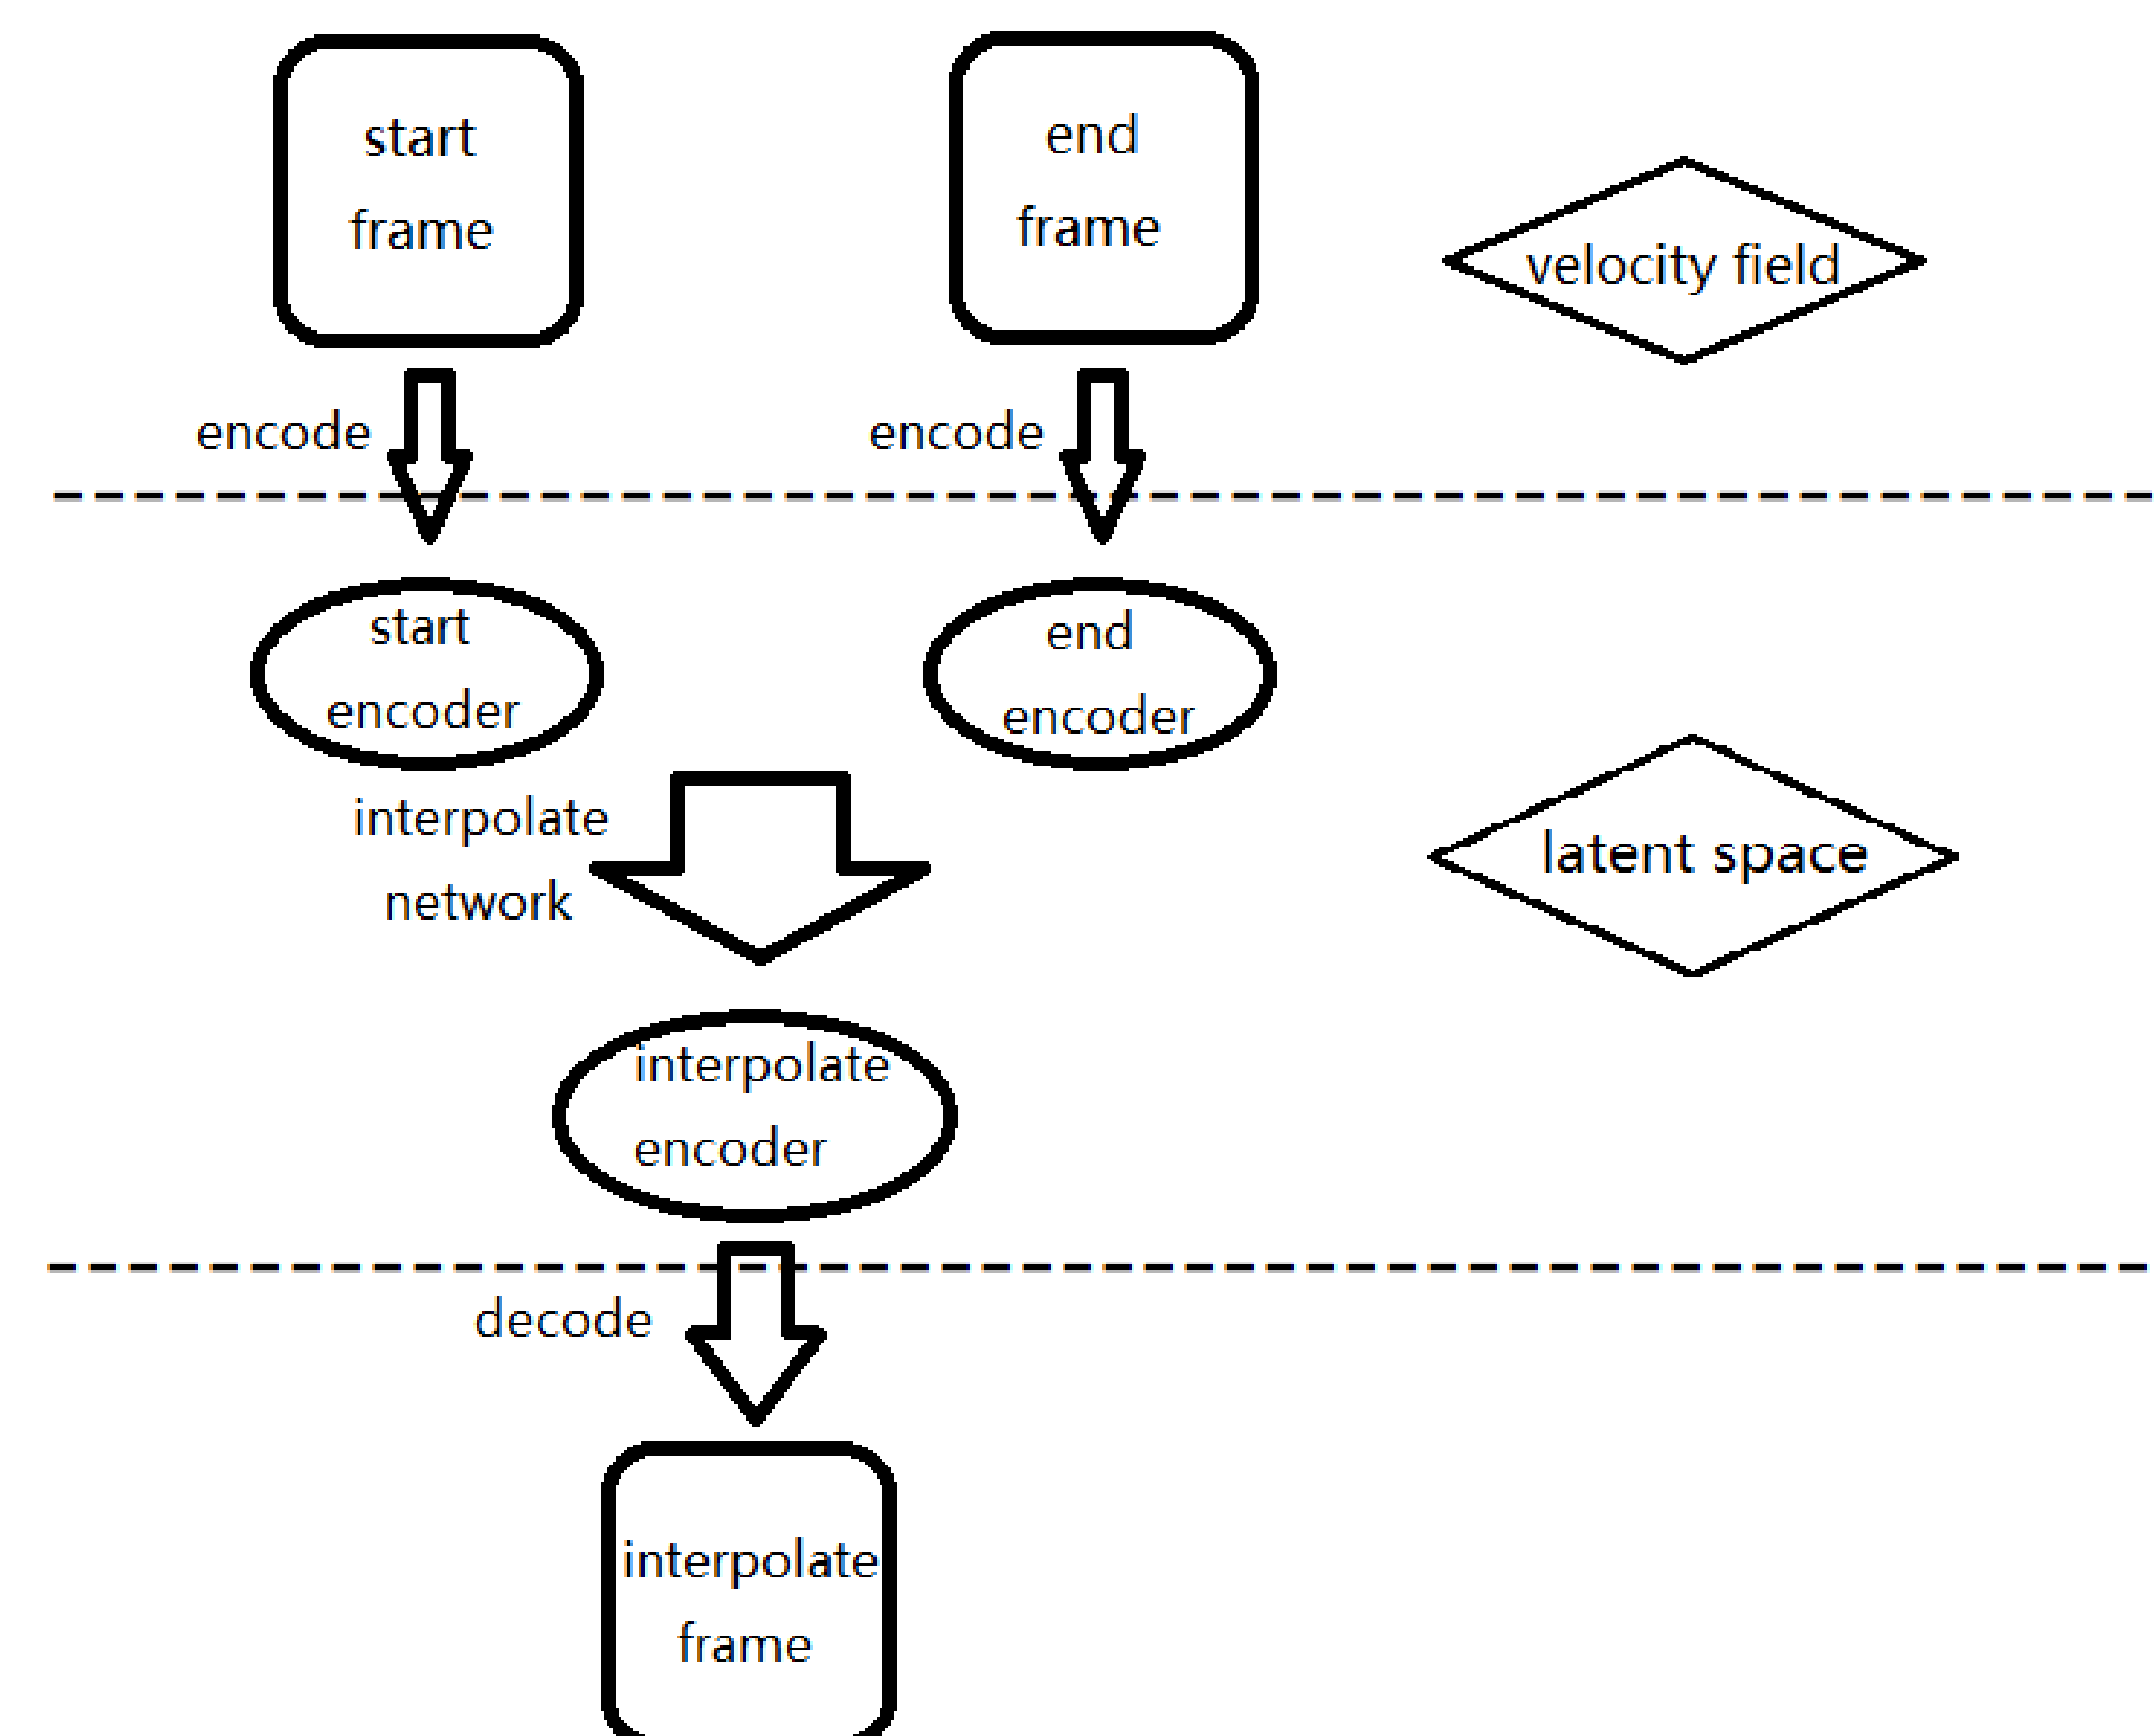 start
frame
end
frame
velocity field
encode
encode
start
encoder
end
encoder
interpolate
network
latent space
interpolate
encoder
decode
interpolate
frame